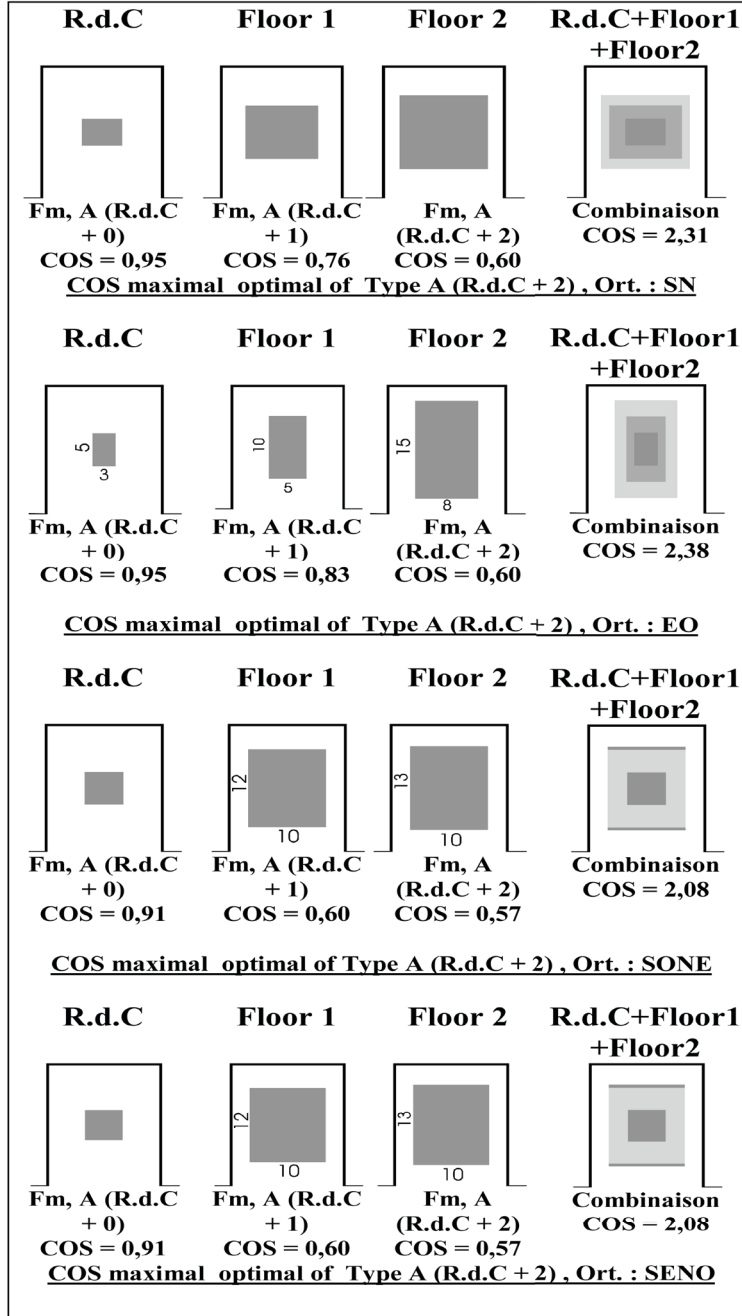 R.d.C Floor 1 Floor 2 R.d.C+Floor1
+Floor2
Fm, A (R.d.C Fm, A (R.d.C Fm, A Combinaison
+ 0) + 1) (R.d.C + 2) COS = 2,31
COS = 0,95 COS = 0,76 COS = 0,60
COS maximal optimal of Type A (R.d.C + 2) , Ort. : SN
R.d.C Floor 1 Floor 2 R.d.C+Floor1
+Floor2
5 10 15
3 5 8
Fm, A (R.d.C Fm, A (R.d.C Fm, A Combinaison
+ 0) + 1) (R.d.C + 2) COS = 2,38
COS = 0,95 COS = 0,83 COS = 0,60
COS maximal optimal of Type A (R.d.C + 2) , Ort. : EO
R.d.C Floor 1 Floor 2 R.d.C+Floor1
+Floor2
12 13
10 10
Fm, A (R.d.C Fm, A (R.d.C Fm, A Combinaison
+ 0) + 1) (R.d.C + 2) COS = 2,08
COS = 0,91 COS = 0,60 COS = 0,57
COS maximal optimal of Type A (R.d.C + 2) , Ort. : SONE
R.d.C Floor 1 Floor 2 R.d.C+Floor1
+Floor2
12 13
10 10
Fm, A (R.d.C Fm, A (R.d.C Fm, A Combinaison
+ 0) + 1) (R.d.C + 2) COS – 2,08
COS = 0,91 COS = 0,60 COS = 0,57
COS maximal optimal of Type A (R.d.C + 2) , Ort. : SENO